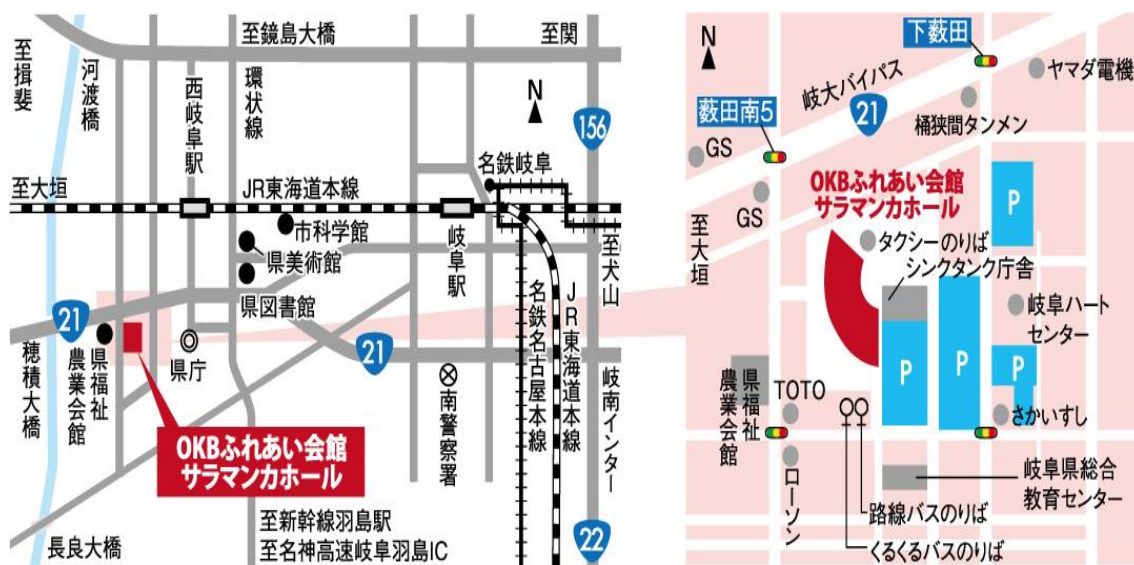 至鏡島大橋
至関
至揖斐
河渡橋
西岐阜駅
環状線
N
156
名鉄岐阜
至大垣
JR東海道本線
市科学館
県美術館
県図書館
岐阜駅
至犬山
21
県福祉
農業会館
県庁
21
穂積大橋
南警察署
名鉄名古屋本線
JR東海道本線
岐南インター
OKBふれあい会館
サラマンカホール
至新幹線羽島駅
至名神高速岐阜羽島IC
長良大橋
22
N
下薮田
ヤマダ電機
岐大バイパス
21
薮田南5
桶狭間タンメン
GS
GS
OKBふれあい会館
サラマンカホール
P
至大垣
タクシーのりば
シンクタンク庁舎
岐阜ハート
センター
P
P
P
県福祉
農業会館
TOTO
さかいすし
ローソン
岐阜県総合
教育センター
路線バスのりば
くるくるバスのりば